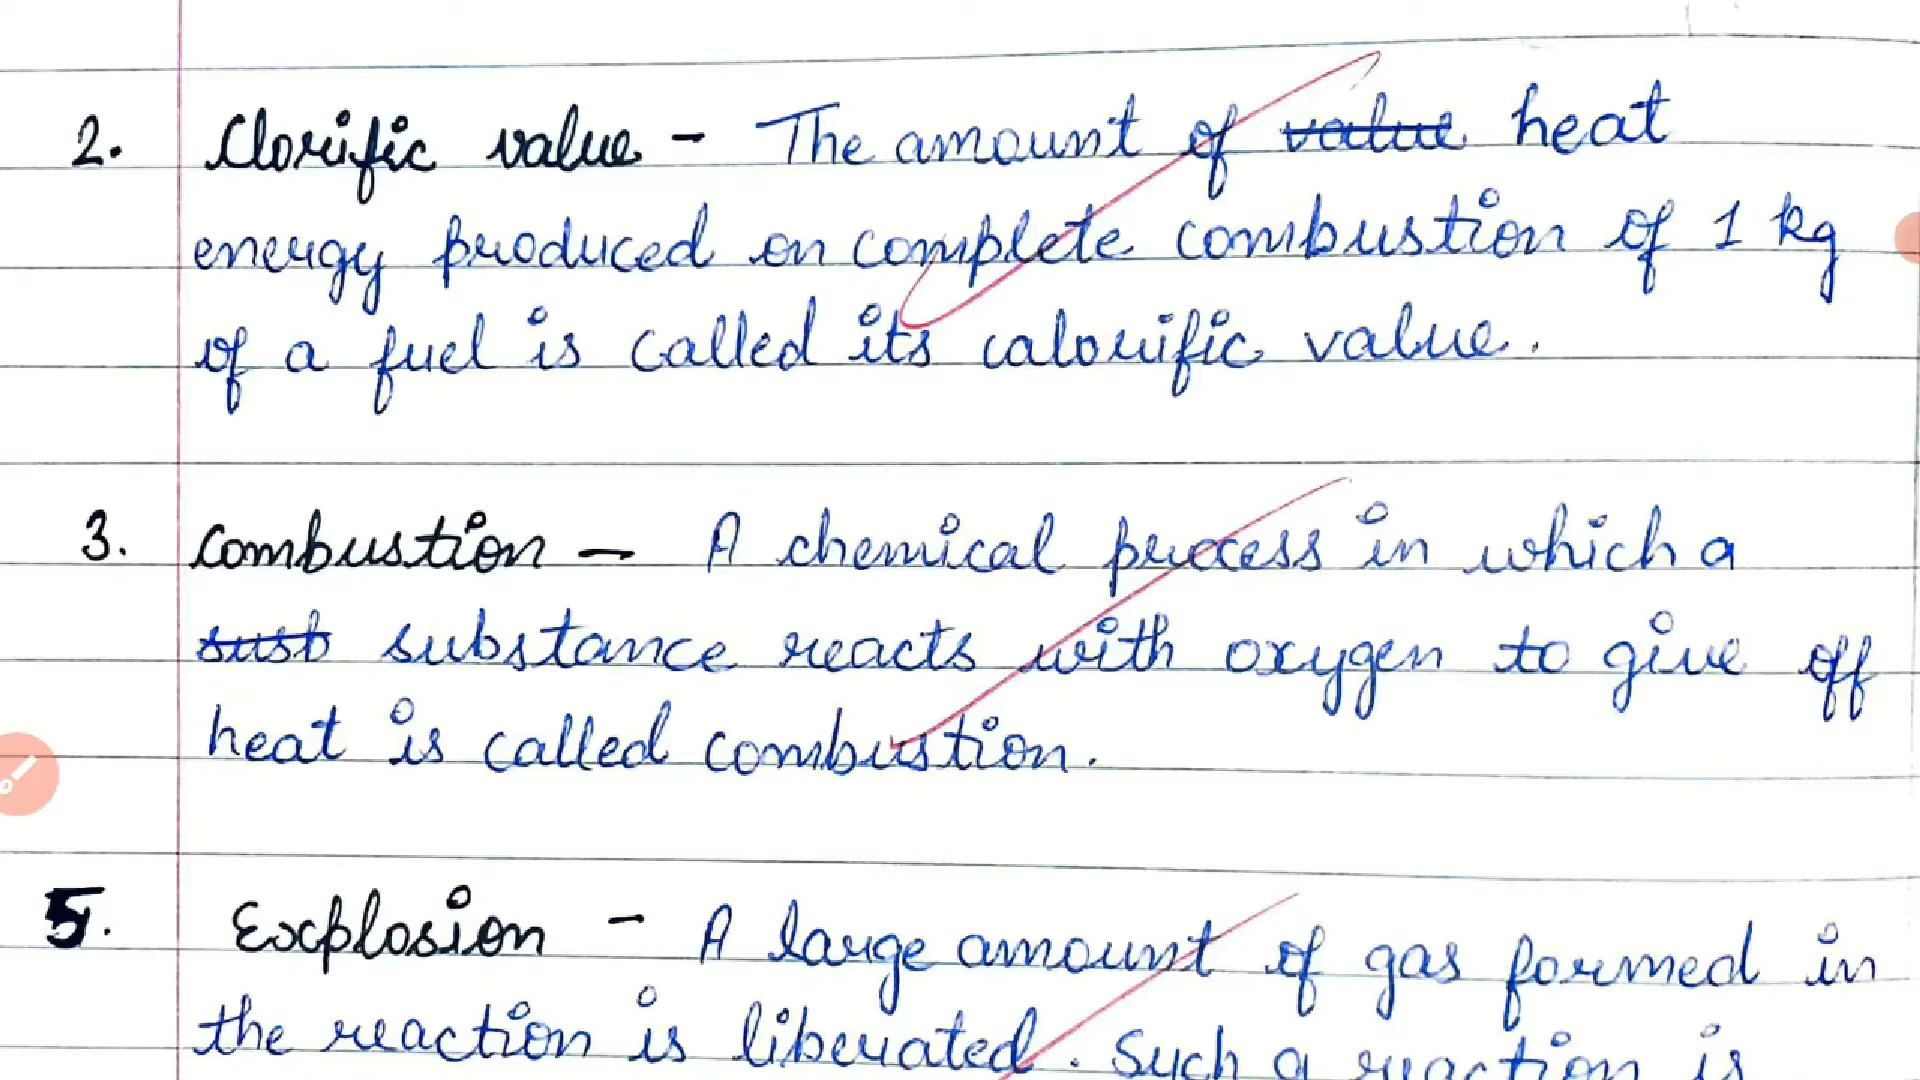 2. Clorific value - The amount of value heat
energy produced on complete combustion of 1 kg
of a fuel is called its calorific value.
3. Combustion - A chemical process in which a
susb substance reacts with oxygen to give off
heat is called combustion.
5. Explosion - A large amount of gas formed in
the reaction is liberated. Such a reaction is